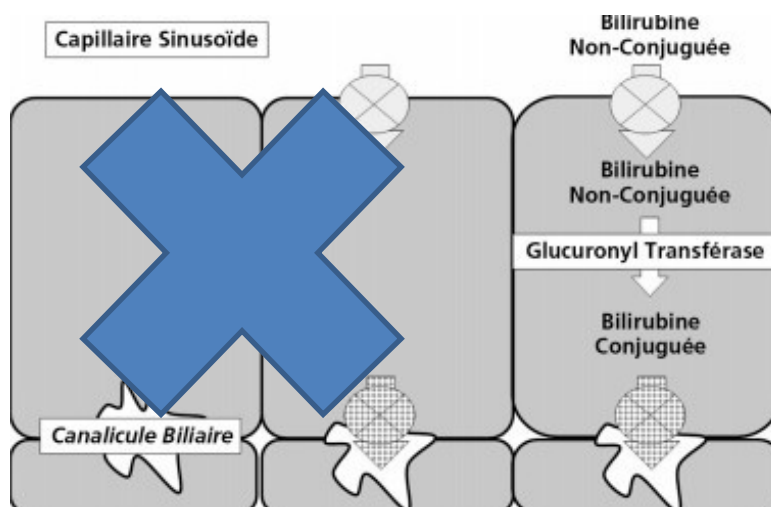 Capillaire Sinusoïde
Bilirubine
Non-Conjuguée
Bilirubine
Non-Conjuguée
Glucuronyl Transférase
Bilirubine
Conjuguée
Canalicule Biliaire